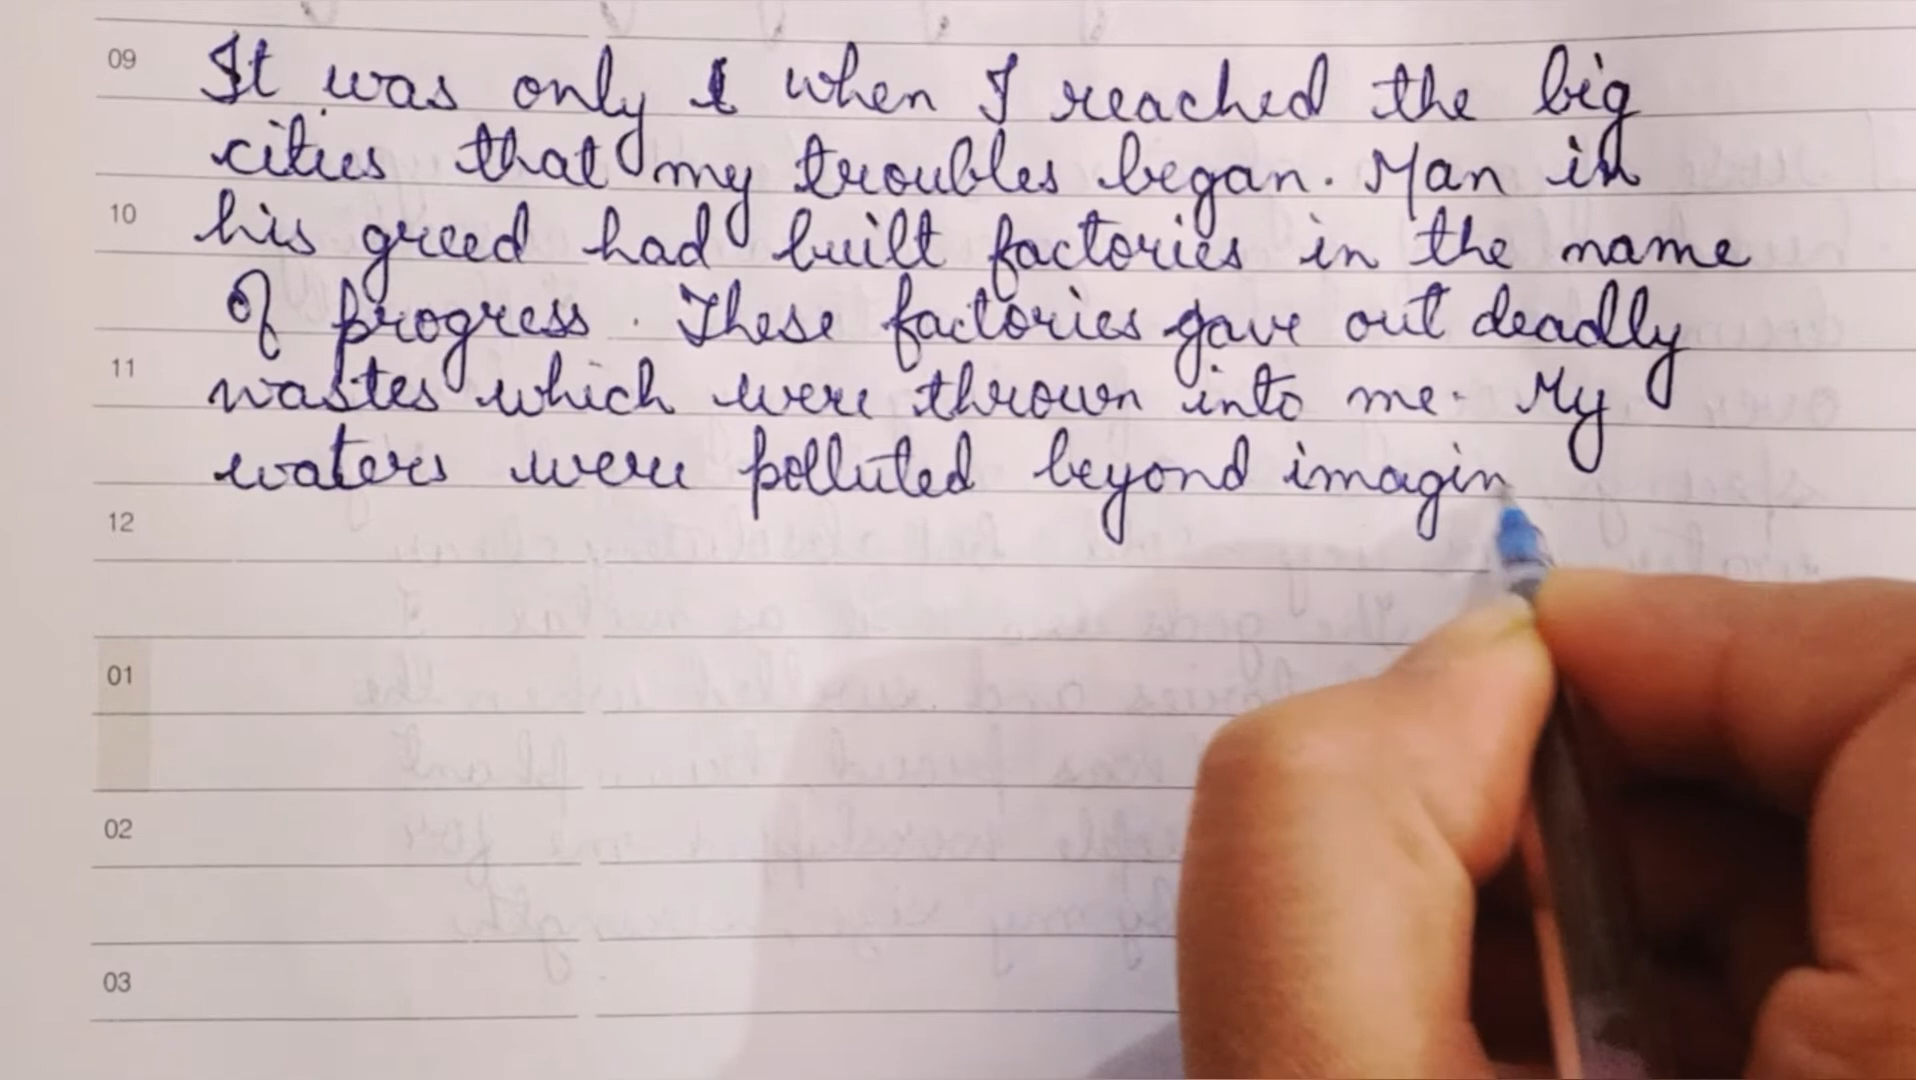 09 It was only when I reached the big
cities that my troubles began. Man in
10 his greed had built factories in the name
of progress. These factories gave out deadly
11 wastes which were thrown into me. My
waters were polluted beyond imagin
12
01
02
03